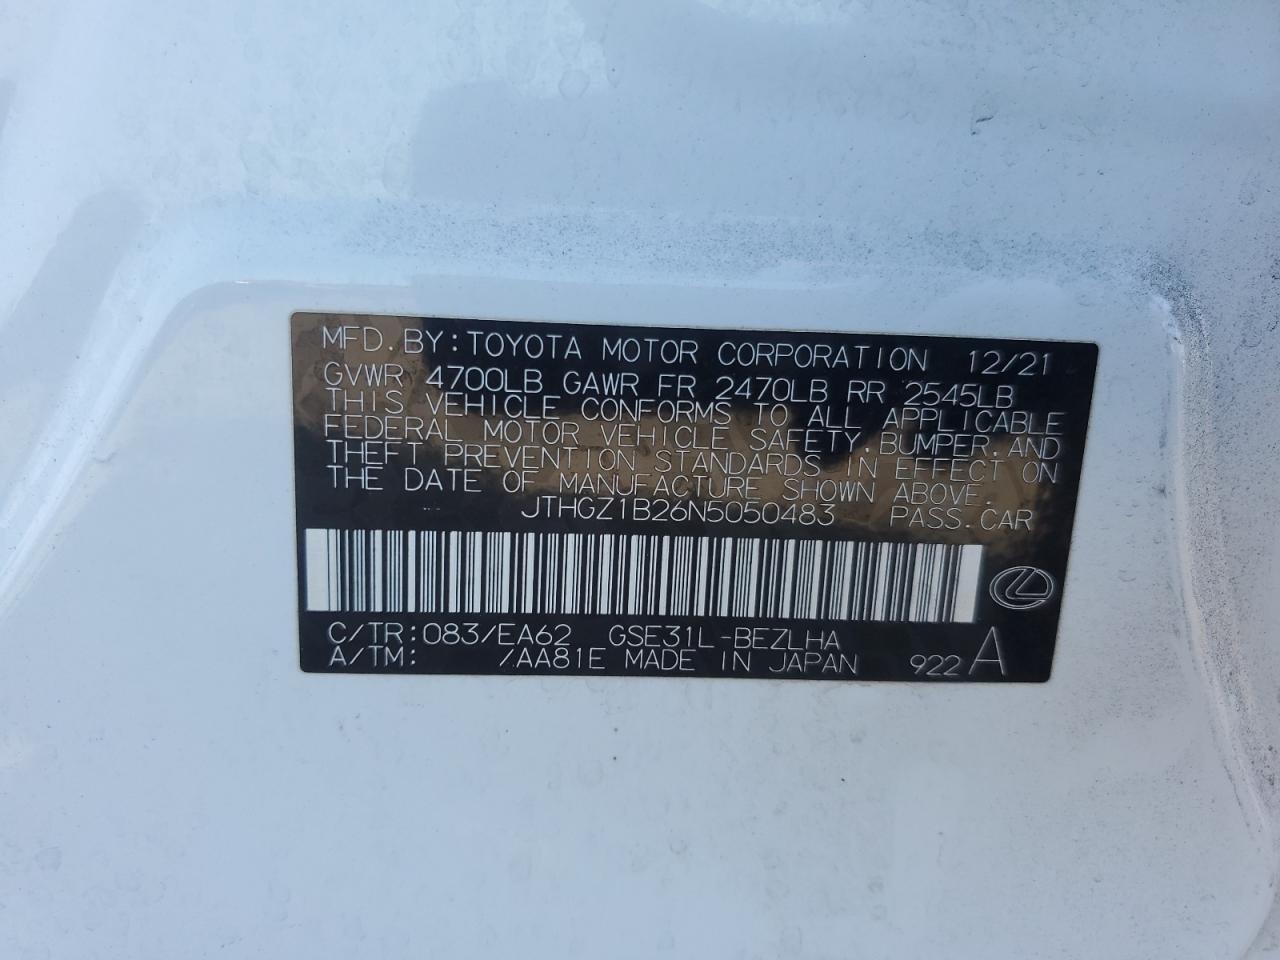 MFD. BY: TOYOTA MOTOR CORPORATION 12/21
GVWR 4700LB GAWR FR 2470LB RR 2545LB
THIS VEHICLE CONFORMS TO ALL APPLICABLE
FEDERAL MOTOR VEHICLE SAFETY, BUMPER, AND
THEFT PREVENTION STANDARDS IN EFFECT ON
THE DATE OF MANUFACTURE SHOWN ABOVE.
JTHGZ1B26N5050483 PASS. CAR
C/TR: 083/EA62 GSE31L-BEZLHA
A/TM: /AA81E MADE IN JAPAN 922 A